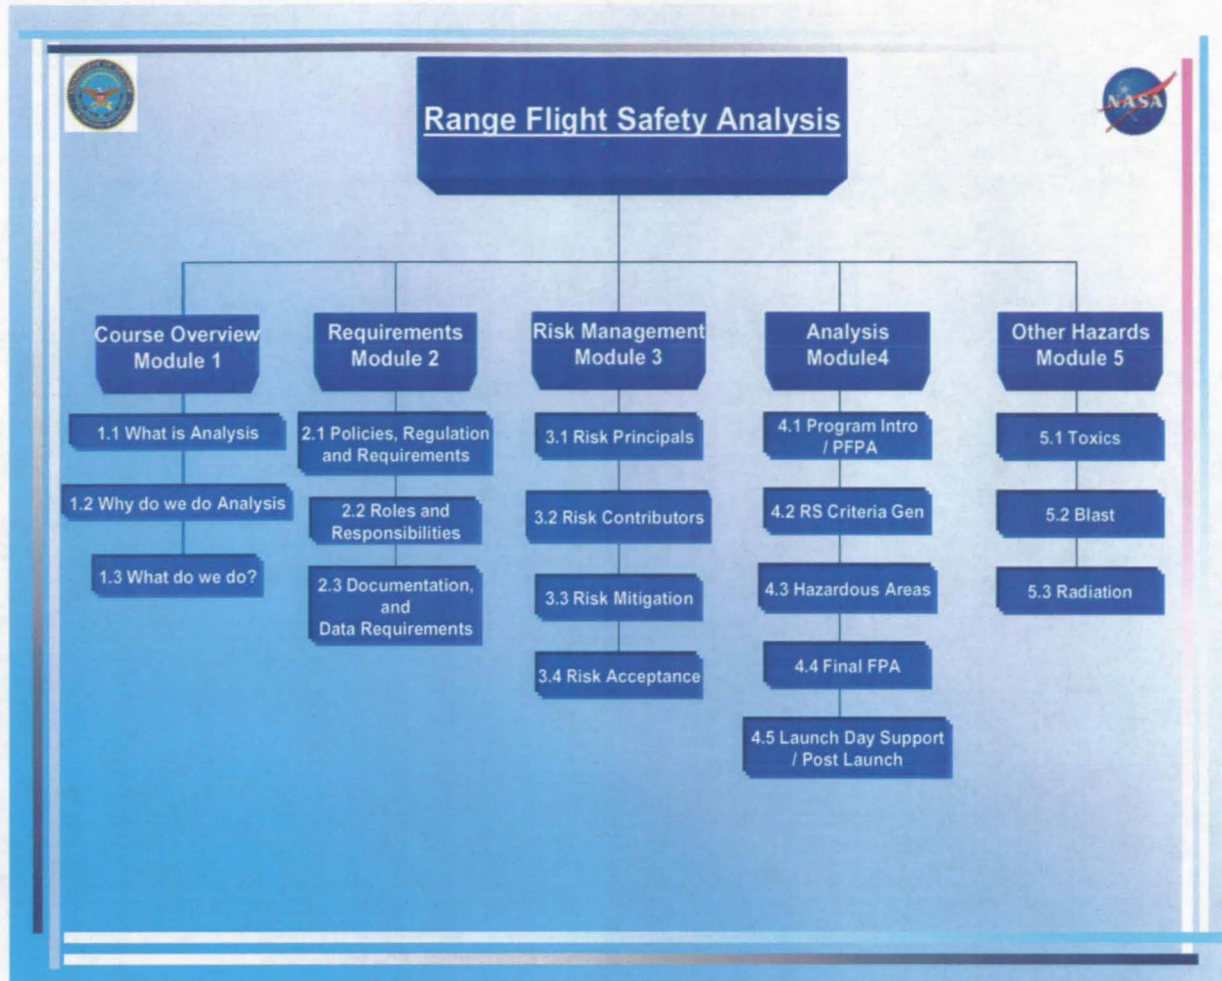 NASA
Range Flight Safety Analysis
Course Overview
Module 1
1.1 What is Analysis
1.2 Why do we do Analysis
1.3 What do we do?
Requirements
Module 2
2.1 Policies, Regulation
and Requirements
2.2 Roles and
Responsibilities
2.3 Documentation,
and
Data Requirements
Risk Management
Module 3
3.1 Risk Principals
3.2 Risk Contributors
3.3 Risk Mitigation
3.4 Risk Acceptance
Analysis
Module4
4.1 Program Intro
/ PFPA
4.2 RS Criteria Gen
4.3 Hazardous Areas
4.4 Final FPA
4.5 Launch Day Support
/ Post Launch
Other Hazards
Module 5
5.1 Toxics
5.2 Blast
5.3 Radiation